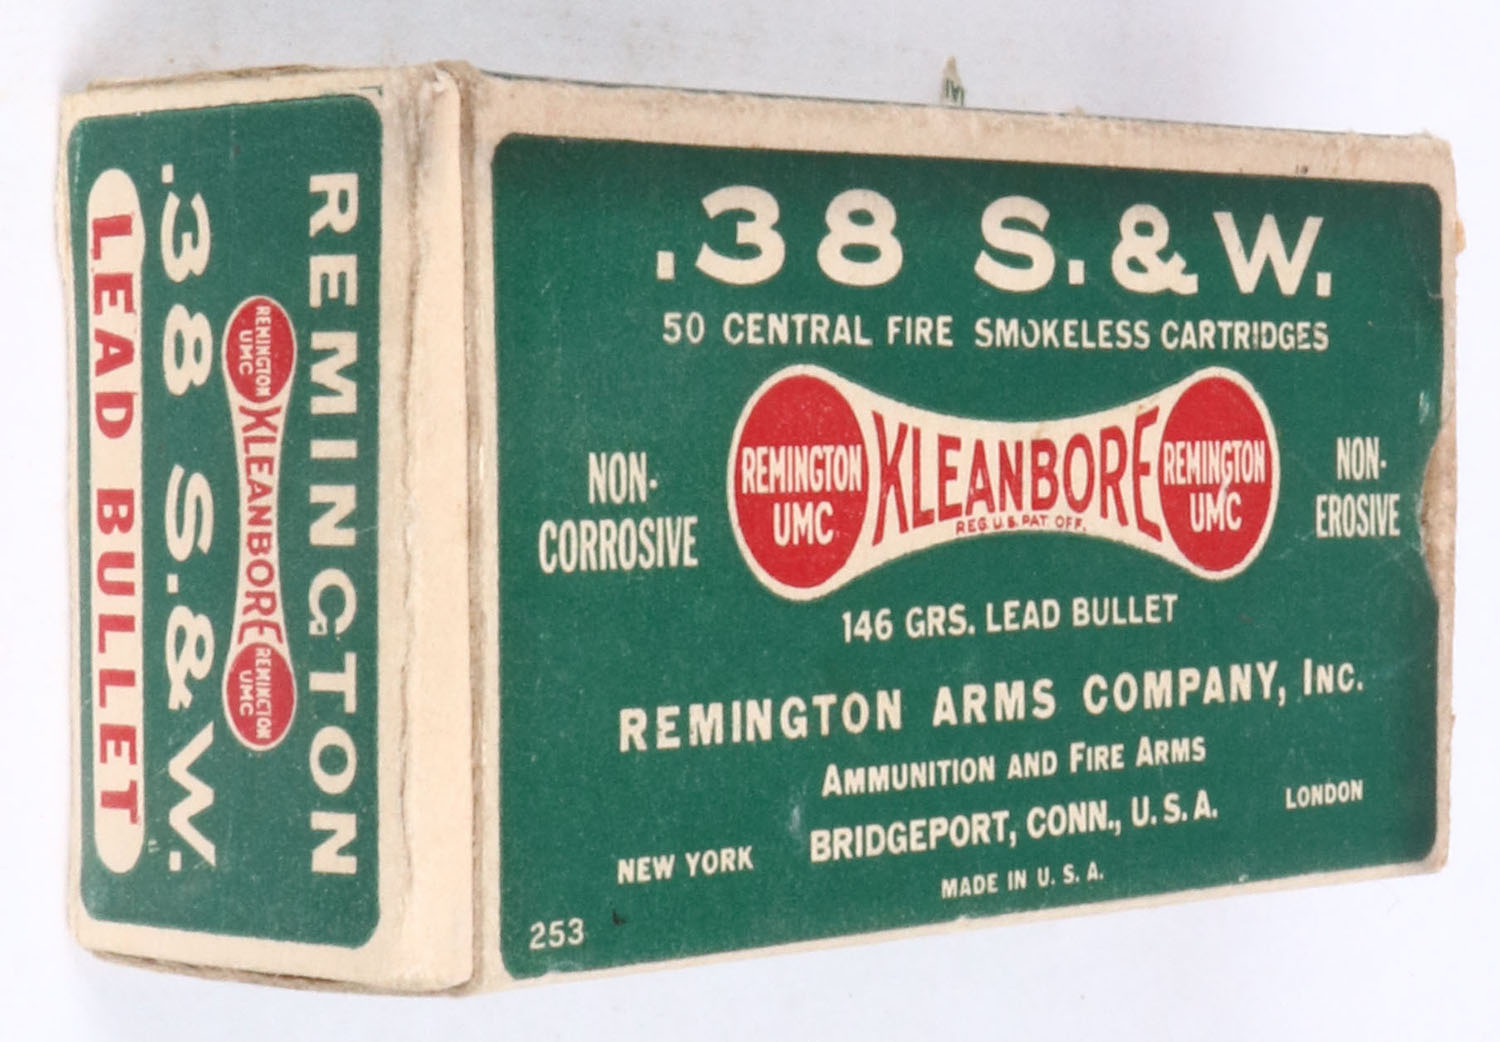 REMINGTON
REMINGTON
UMC
KLEANBORE
REMINGTON
UMC
.38 S.&W.
LEAD BULLET
.38 S.&W.
50 CENTRAL FIRE SMOKELESS CARTRIDGES
NON-
CORROSIVE
REMINGTON
UMC
KLEANBORE
REG. U.S. PAT. OFF.
REMINGTON
UMC
NON-
EROSIVE
146 GRS. LEAD BULLET
REMINGTON ARMS COMPANY, INC.
AMMUNITION AND FIRE ARMS
BRIDGEPORT, CONN., U.S.A.
NEW YORK
LONDON
MADE IN U.S.A.
253